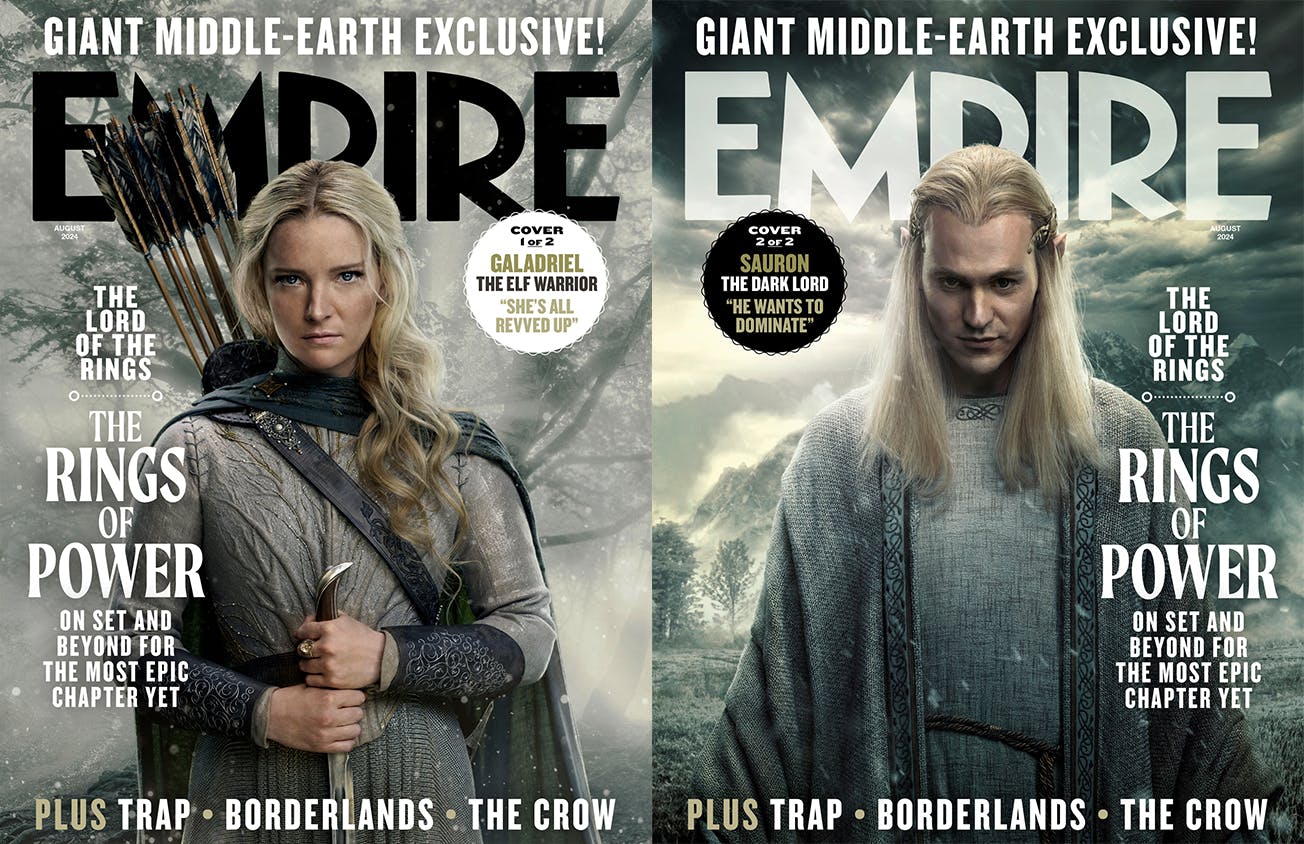 GIANT MIDDLE-EARTH EXCLUSIVE!
EMPIRE
AUGUST
2024
COVER
1 OF 2
GALADRIEL
THE ELF WARRIOR
"SHE'S ALL
REVVED UP"
THE
LORD
OF THE
RINGS
THE
RINGS
OF
POWER
ON SET AND
BEYOND FOR
THE MOST EPIC
CHAPTER YET
PLUS TRAP • BORDERLANDS • THE CROW
GIANT MIDDLE-EARTH EXCLUSIVE!
EMPIRE
AUGUST
2024
COVER
2 OF 2
SAURON
THE DARK LORD
"HE WANTS TO
DOMINATE"
THE
LORD
OF THE
RINGS
THE
RINGS
OF
POWER
ON SET AND
BEYOND FOR
THE MOST EPIC
CHAPTER YET
PLUS TRAP • BORDERLANDS • THE CROW